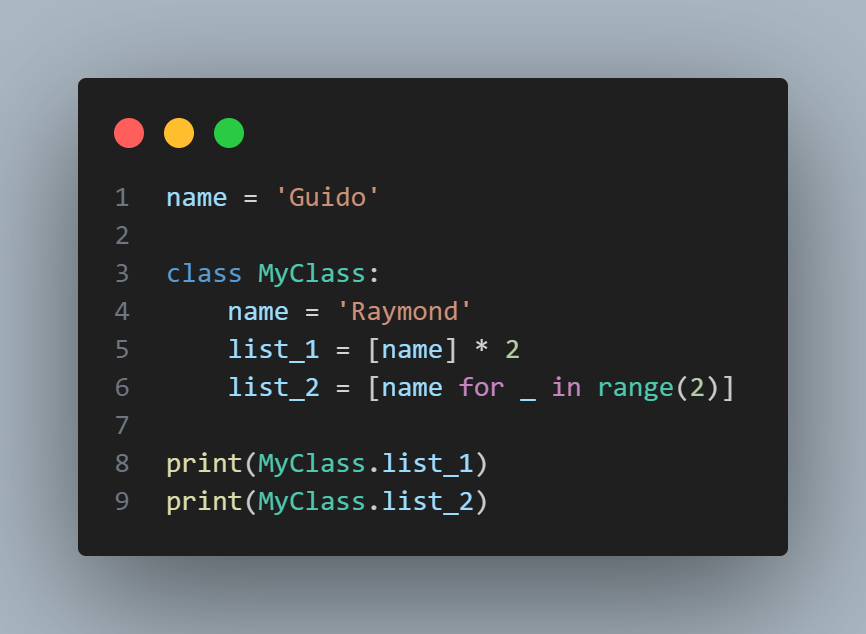 1 name = 'Guido'
2
3 class MyClass:
4     name = 'Raymond'
5     list_1 = [name] * 2
6     list_2 = [name for _ in range(2)]
7
8 print(MyClass.list_1)
9 print(MyClass.list_2)